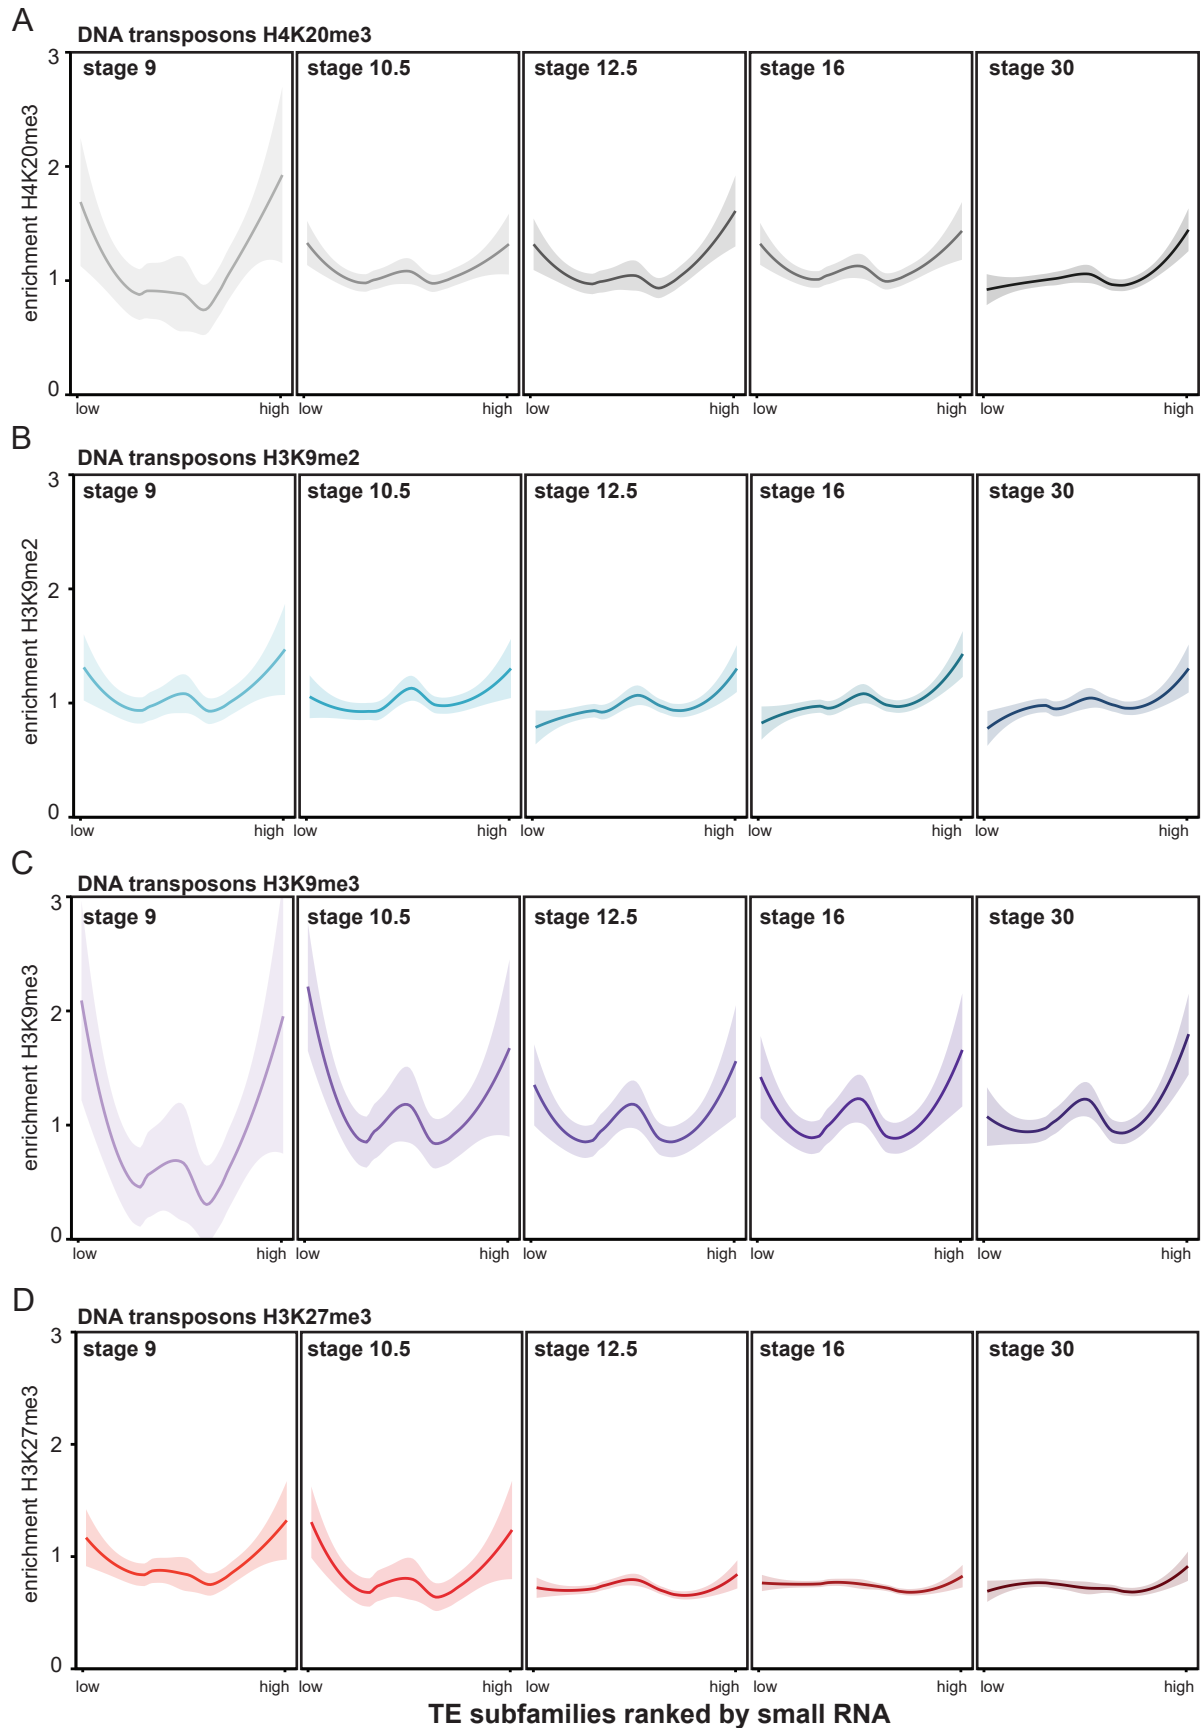 A
DNA transposons H4K20me3
enrichment H4K20me3
3
2
1
0
stage 9
stage 10.5
stage 12.5
stage 16
stage 30
low high low high low high low high low high
B
DNA transposons H3K9me2
enrichment H3K9me2
3
2
1
0
stage 9
stage 10.5
stage 12.5
stage 16
stage 30
low high low high low high low high low high
C
DNA transposons H3K9me3
enrichment H3K9me3
3
2
1
0
stage 9
stage 10.5
stage 12.5
stage 16
stage 30
low high low high low high low high low high
D
DNA transposons H3K27me3
enrichment H3K27me3
3
2
1
0
stage 9
stage 10.5
stage 12.5
stage 16
stage 30
low high low high low high low high low high
TE subfamilies ranked by small RNA